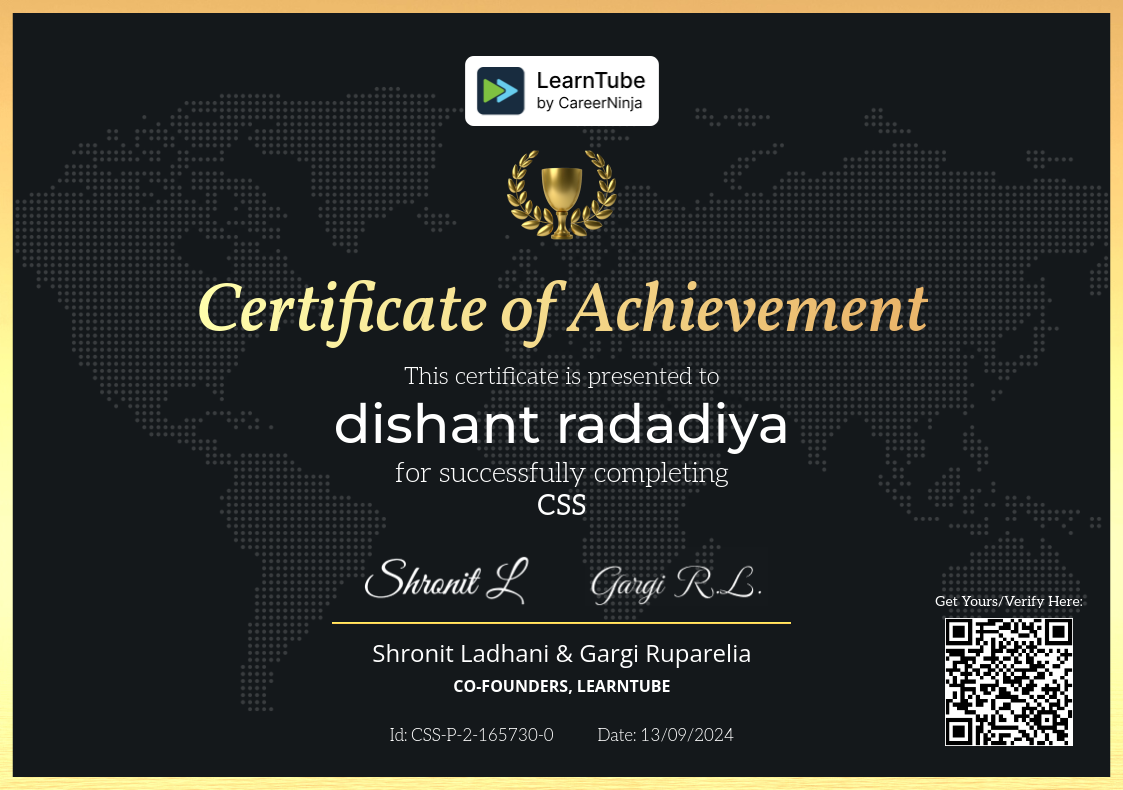 LearnTube
by CareerNinja
Certificate of Achievement
This certificate is presented to
dishant radadiya
for successfully completing
CSS
Shronit L Gargi R.L.
Get Yours/Verify Here:
Shronit Ladhani & Gargi Ruparelia
CO-FOUNDERS, LEARNTUBE
Id: CSS-P-2-165730-0 Date: 13/09/2024